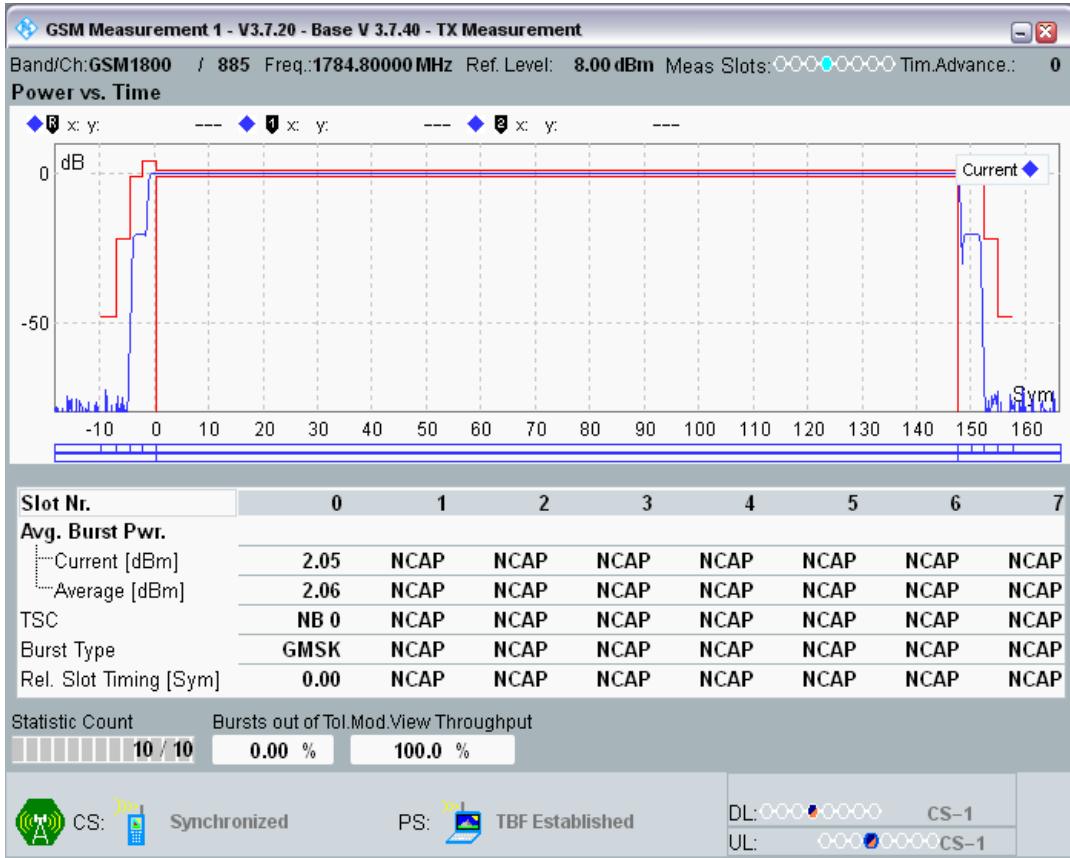 GSM Measurement 1 - V3.7.20 - Base V 3.7.40 - TX Measurement
Band/Ch:GSM1800 / 885 Freq.:1784.80000 MHz Ref. Level: 8.00 dBm Meas Slots: Tim.Advance.: 0
Power vs. Time
R x: y: --- 1 x: y: --- 2 x: y: ---
dB
Current
0
-50
Sym
-10 0 10 20 30 40 50 60 70 80 90 100 110 120 130 140 150 160
Slot Nr. 0 1 2 3 4 5 6 7
Avg. Burst Pwr.
Current [dBm] 2.05 NCAP NCAP NCAP NCAP NCAP NCAP NCAP
Average [dBm] 2.06 NCAP NCAP NCAP NCAP NCAP NCAP NCAP
TSC NB 0 NCAP NCAP NCAP NCAP NCAP NCAP NCAP
Burst Type GMSK NCAP NCAP NCAP NCAP NCAP NCAP NCAP
Rel. Slot Timing [Sym] 0.00 NCAP NCAP NCAP NCAP NCAP NCAP NCAP
Statistic Count Bursts out of Tol.Mod.View Throughput
10 / 10 0.00 % 100.0 %
CS: Synchronized PS: TBF Established
DL: CS-1
UL: CS-1